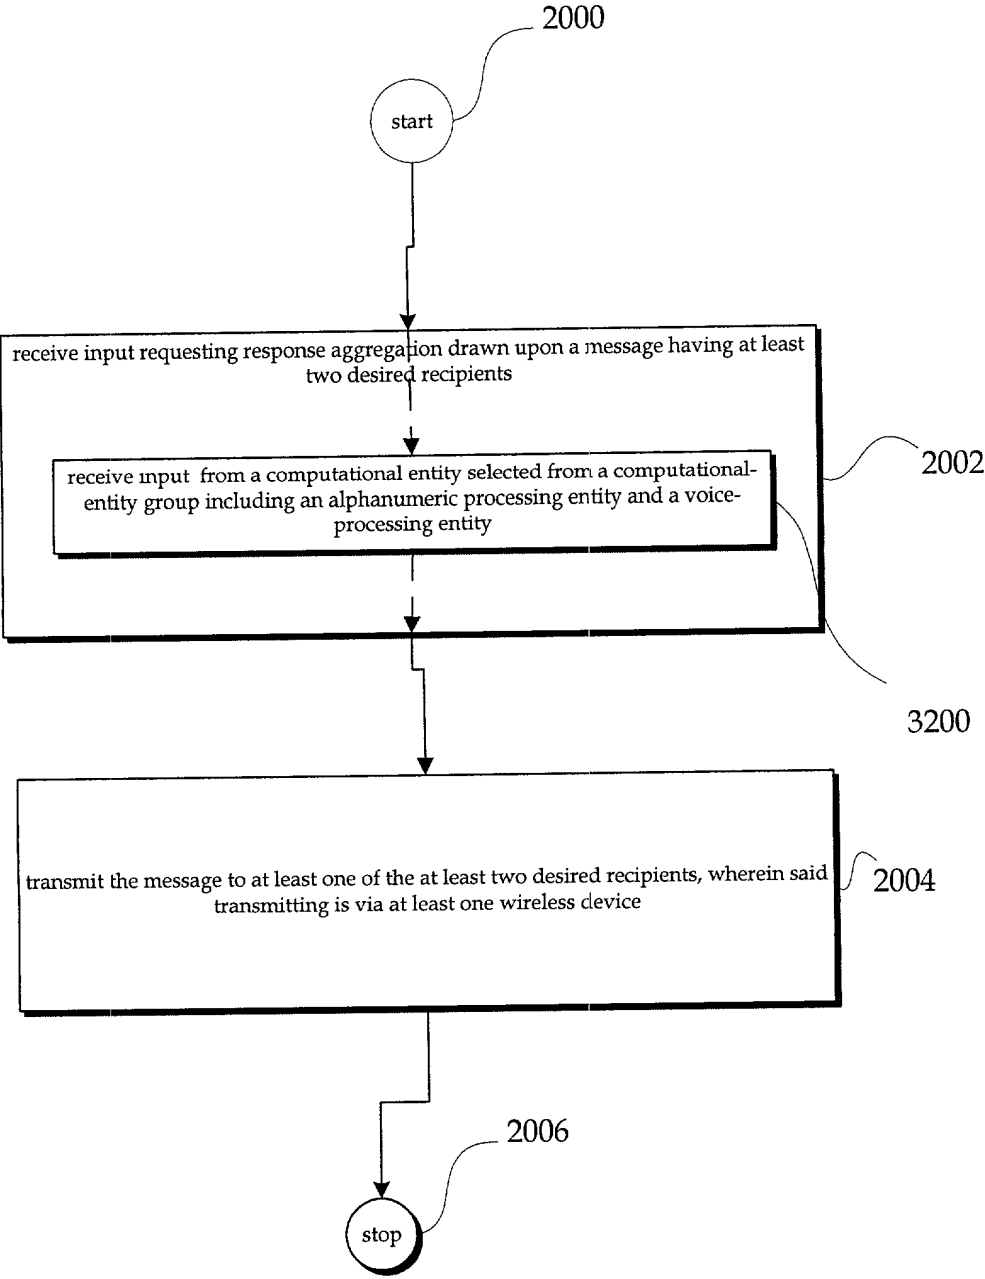 2000
start
receive input requesting response aggregation drawn upon a message having at least
two desired recipients
receive input from a computational entity selected from a computational-
entity group including an alphanumeric processing entity and a voice-
processing entity
2002
3200
transmit the message to at least one of the at least two desired recipients, wherein said
transmitting is via at least one wireless device
2004
2006
stop